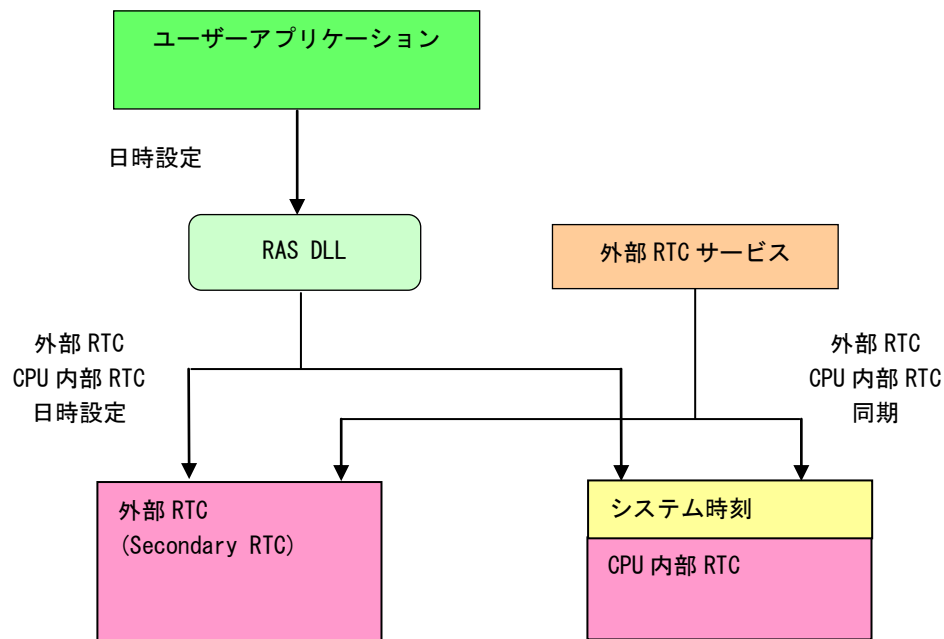 ユーザーアプリケーション
日時設定
RAS DLL
外部 RTC サービス
外部 RTC
CPU 内部 RTC
日時設定
外部 RTC
CPU 内部 RTC
同期
外部 RTC
(Secondary RTC)
システム時刻
CPU 内部 RTC